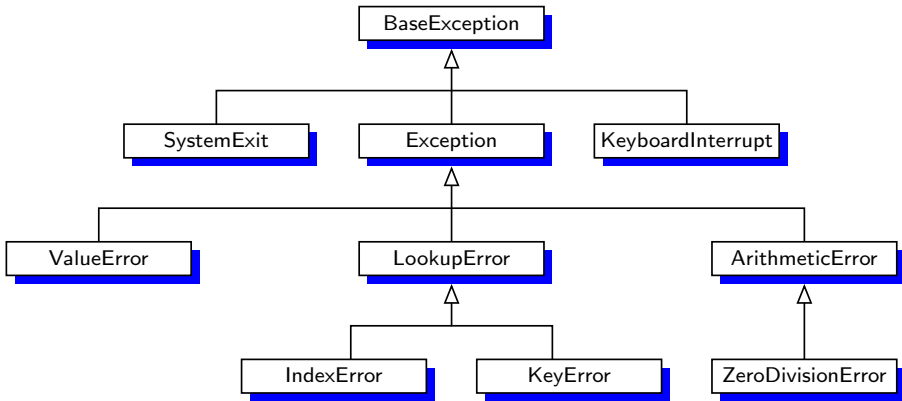 BaseException
SystemExit
Exception
KeyboardInterrupt
ValueError
LookupError
ArithmeticError
IndexError
KeyError
ZeroDivisionError